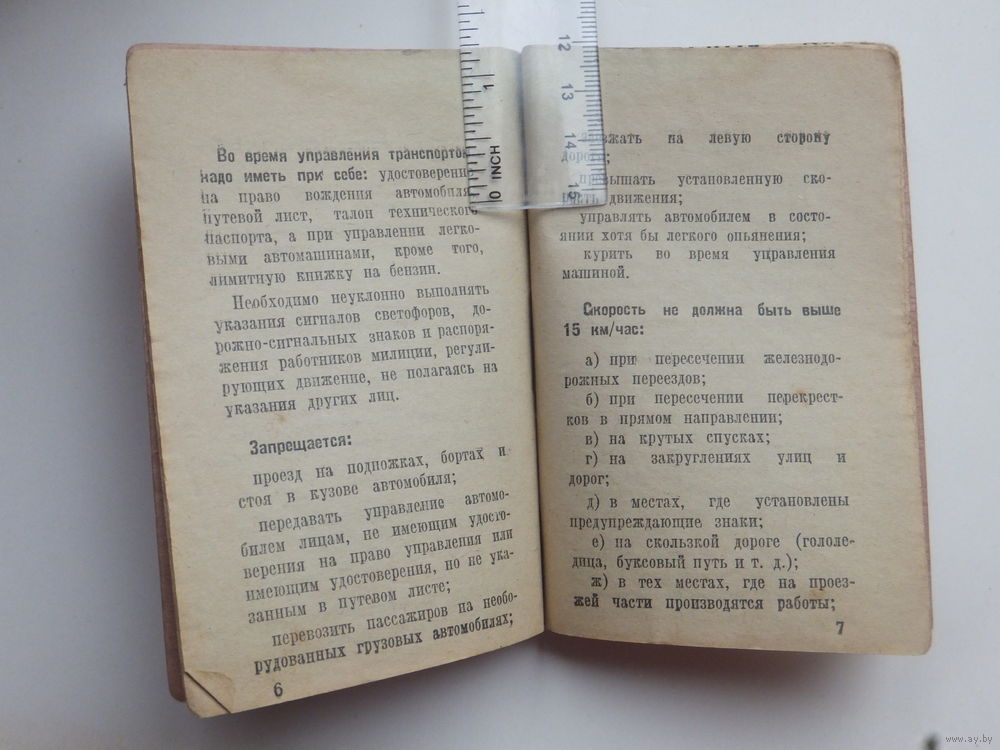 Во время управления транспортом
надо иметь при себе: удостоверение
на право вождения автомобиля,
путевой лист, талон технического
паспорта, а при управлении легко-
выми автомашинами, кроме того,
лимитную книжку на бензин.
Необходимо неуклонно выполнять
указания сигналов светофоров, до-
рожно-сигнальных знаков и распоря-
жения работников милиции, регули-
рующих движение, не полагаясь на
указания других лиц.
Запрещается:
проезд на подножках, бортах и
стоя в кузове автомобиля;
передавать управление автомо-
билем лицам, не имеющим удосто-
верения на право управления или
имеющим удостоверения, но не ука-
занным в путевом листе;
перевозить пассажиров на необо-
рудованных грузовых автомобилях;
6
на левую сторону
дороги;
превышать установленную ско-
рость движения;
управлять автомобилем в состо-
янии хотя бы легкого опьянения;
курить во время управления
машиной.
Скорость не должна быть выше
15 км/час:
а) при пересечении железнодо-
рожных переездов;
б) при пересечении перекрест-
ков в прямом направлении;
в) на крутых спусках;
г) на закруглениях улиц и
дорог;
д) в местах, где установлены
предупреждающие знаки;
е) на скользкой дороге (гололе-
дица, буксовый путь и т. д.);
ж) в тех местах, где на проез-
жей части производятся работы;
7
12
13
14
15
1
0 INCH
www.ay.by